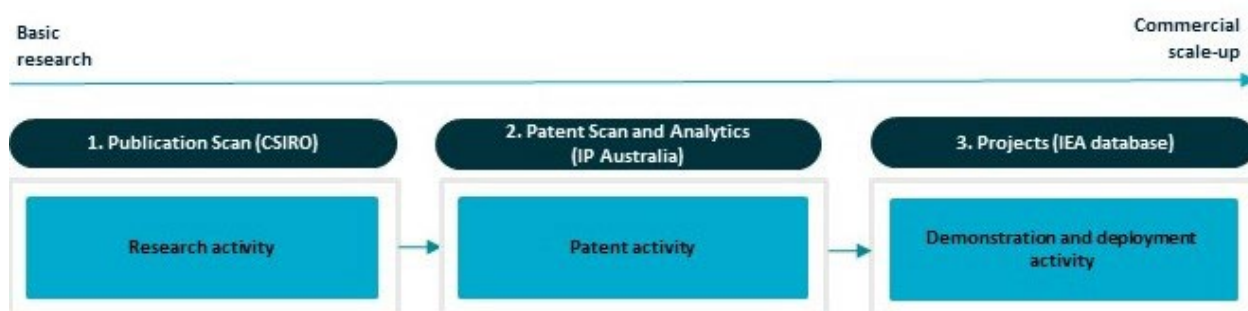 Basic
research
Commercial
scale-up
1. Publication Scan (CSIRO)
2. Patent Scan and Analytics
(IP Australia)
3. Projects (IEA database)
Research activity
Patent activity
Demonstration and deployment
activity